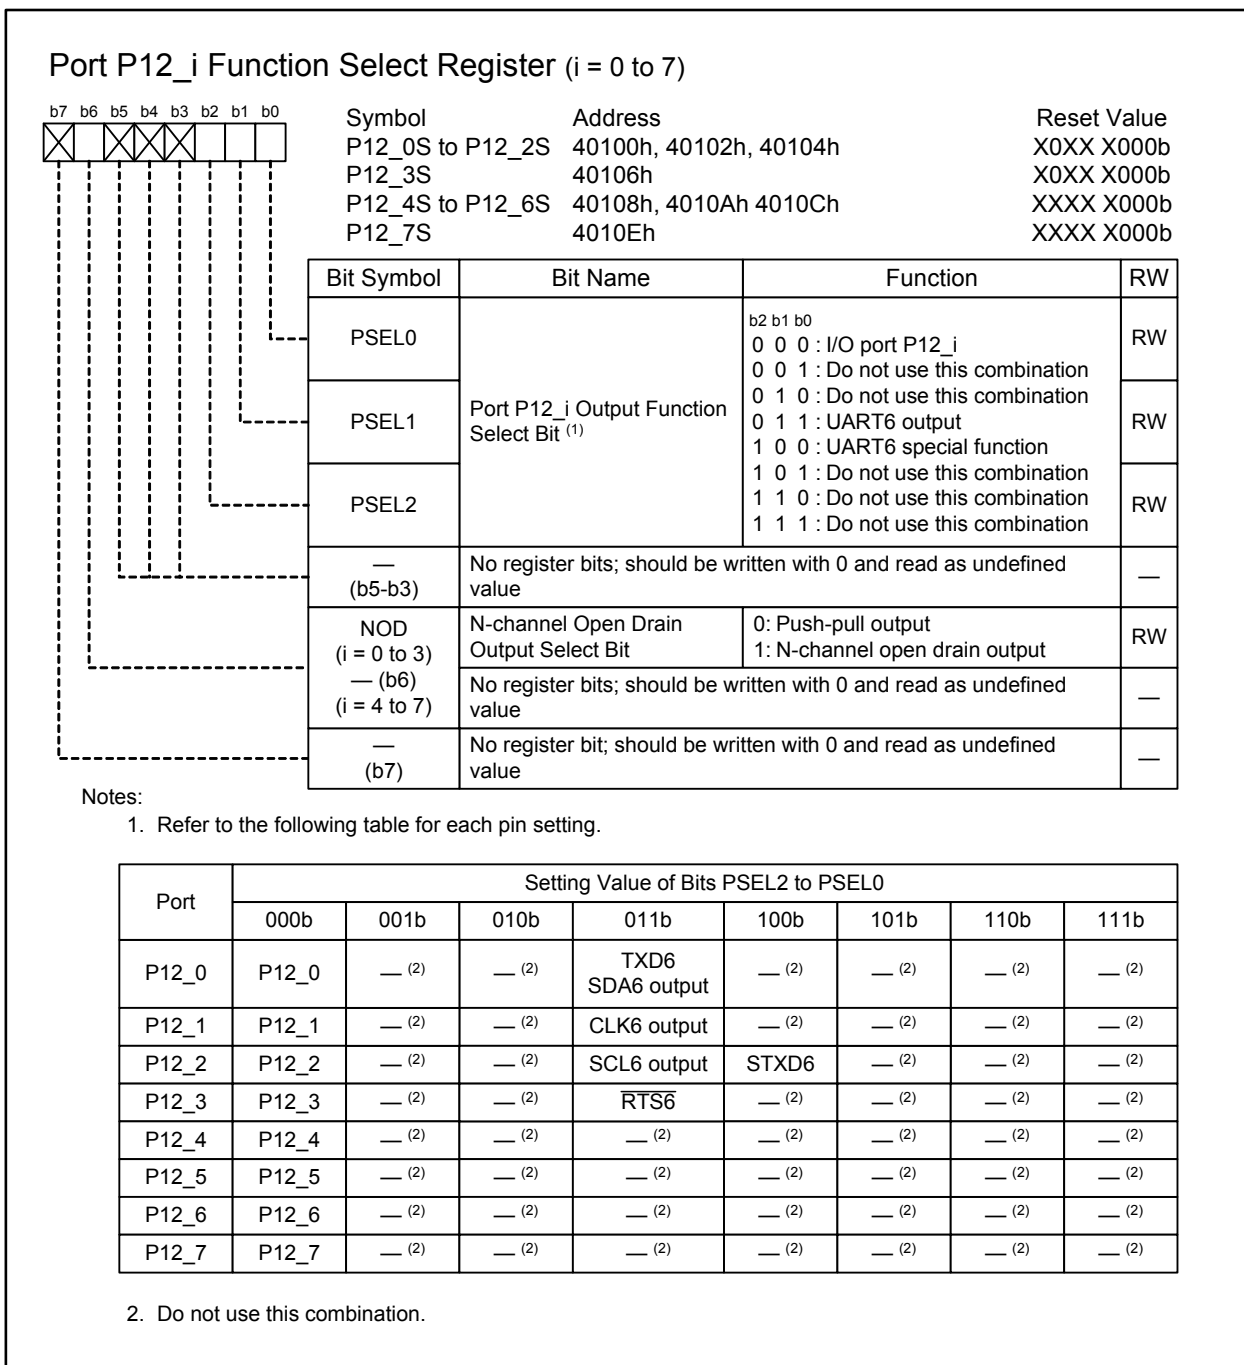 Port P12_i Function Select Register (i = 0 to 7)
b7 b6 b5 b4 b3 b2 b1 b0
Symbol Address Reset Value
P12_0S to P12_2S 40100h, 40102h, 40104h X0XX X000b
P12_3S 40106h X0XX X000b
P12_4S to P12_6S 40108h, 4010Ah 4010Ch XXXX X000b
P12_7S 4010Eh XXXX X000b
Bit Symbol Bit Name Function RW
PSEL0 RW
PSEL1 RW
PSEL2 RW
Port P12_i Output Function
Select Bit (1)
b2 b1 b0
0 0 0 : I/O port P12_i
0 0 1 : Do not use this combination
0 1 0 : Do not use this combination
0 1 1 : UART6 output
1 0 0 : UART6 special function
1 0 1 : Do not use this combination
1 1 0 : Do not use this combination
1 1 1 : Do not use this combination
—
(b5-b3)
No register bits; should be written with 0 and read as undefined
value
—
NOD
(i = 0 to 3)
— (b6)
(i = 4 to 7)
N-channel Open Drain
Output Select Bit
0: Push-pull output
1: N-channel open drain output
RW
No register bits; should be written with 0 and read as undefined
value
—
—
(b7)
No register bit; should be written with 0 and read as undefined
value
—
Notes:
1. Refer to the following table for each pin setting.
Port Setting Value of Bits PSEL2 to PSEL0
000b 001b 010b 011b 100b 101b 110b 111b
P12_0 P12_0 — (2) — (2) TXD6 — (2) — (2) — (2) — (2)
SDA6 output
P12_1 P12_1 — (2) — (2) CLK6 output — (2) — (2) — (2) — (2)
P12_2 P12_2 — (2) — (2) SCL6 output STXD6 — (2) — (2) — (2)
P12_3 P12_3 — (2) — (2) RTS6 — (2) — (2) — (2) — (2)
P12_4 P12_4 — (2) — (2) — (2) — (2) — (2) — (2) — (2)
P12_5 P12_5 — (2) — (2) — (2) — (2) — (2) — (2) — (2)
P12_6 P12_6 — (2) — (2) — (2) — (2) — (2) — (2) — (2)
P12_7 P12_7 — (2) — (2) — (2) — (2) — (2) — (2) — (2)
2. Do not use this combination.